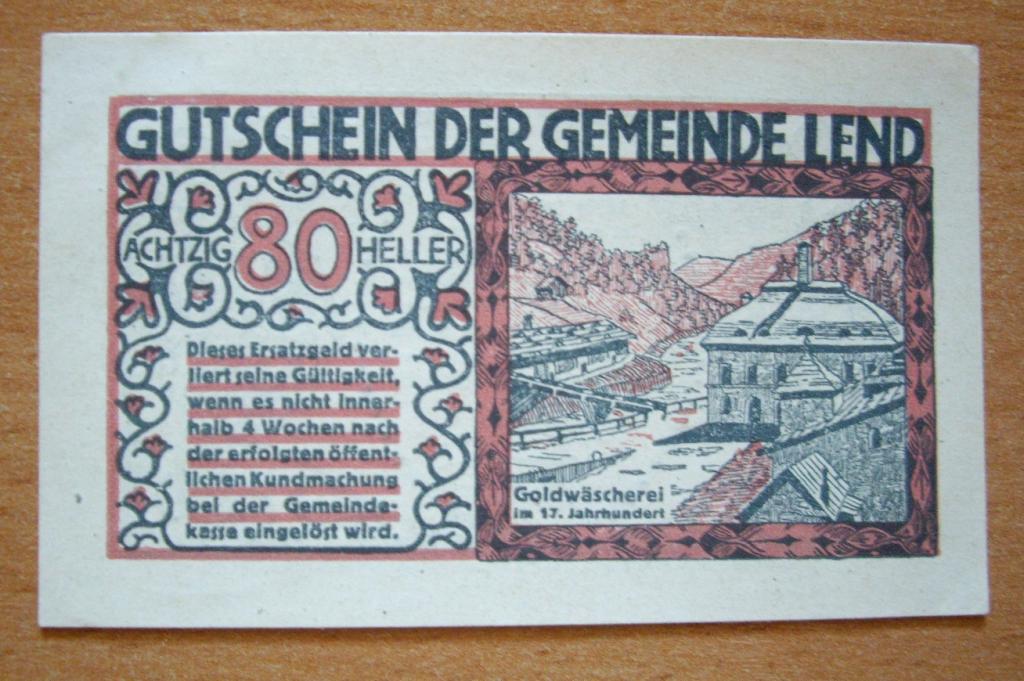 GUTSCHEIN DER GEMEINDE LEND
ACHTZIG 80 HELLER
Dieses Ersatzgeld ver-
liert seine Gültigkeit,
wenn es nicht inner-
halb 4 Wochen nach
der erfolgten öffent-
lichen Kundmachung
bei der Gemeinde-
kasse eingelöst wird.
Goldwäscherei
im 17. Jahrhundert